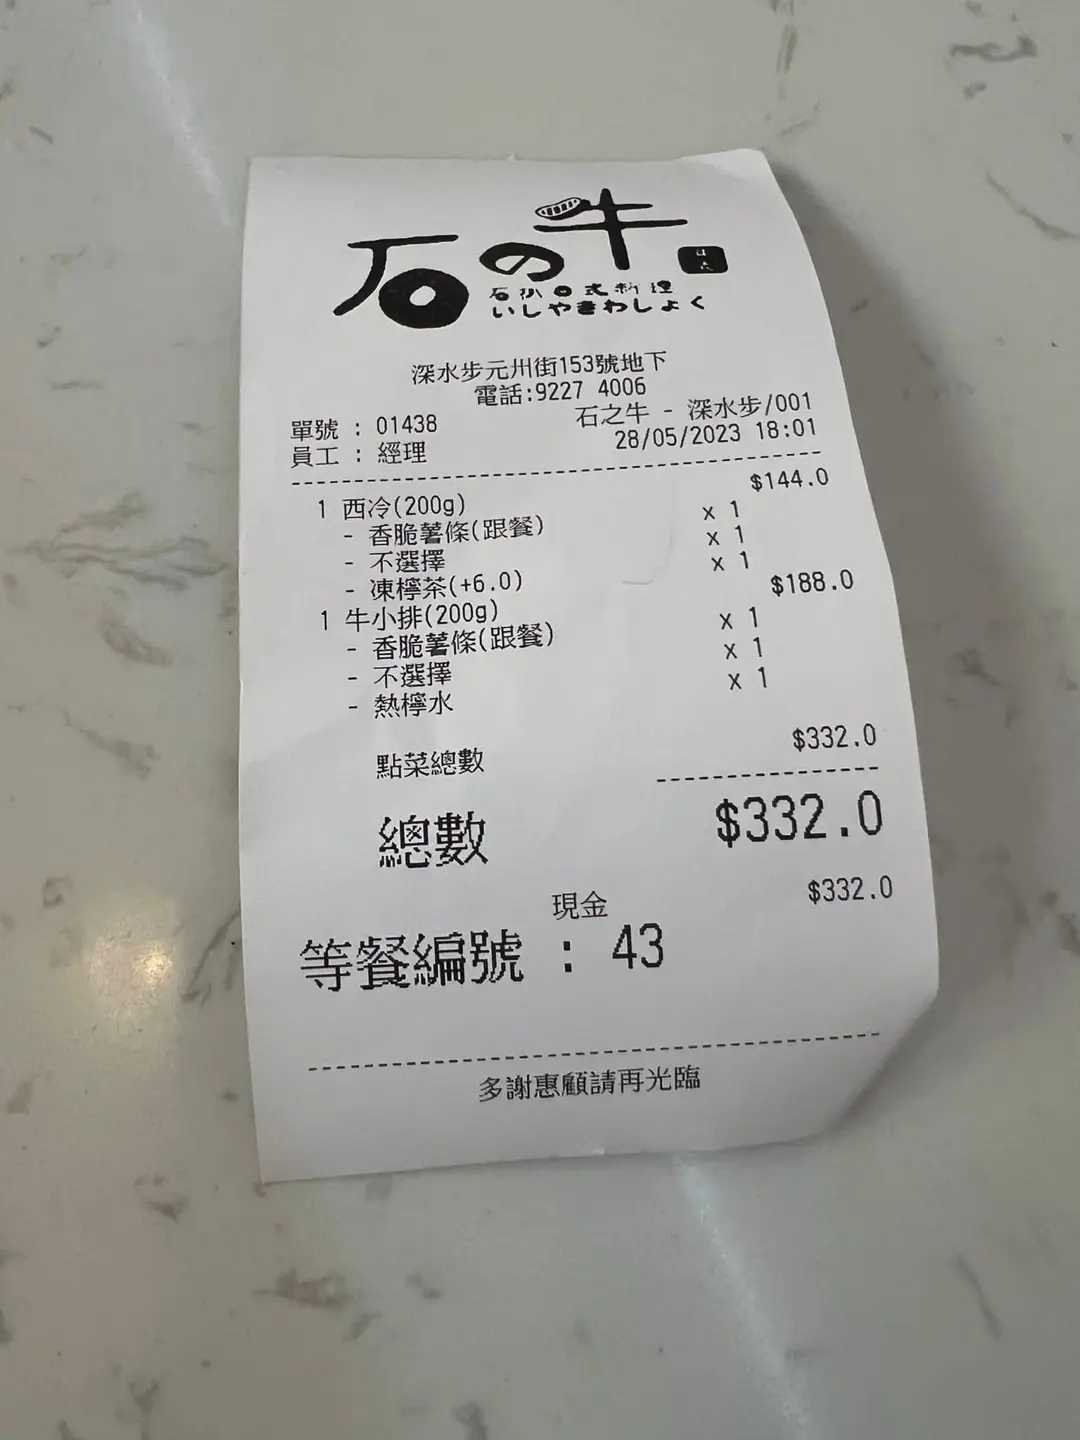 石の牛
いしやきわしょく
深水步元州街153號地下
電話:9227 4006
單號 : 01438
石之牛 - 深水步/001
員工 : 經理
28/05/2023 18:01
1 西冷(200g) $144.0
- 香脆薯條(跟餐) x 1
- 不選擇 x 1
- 凍檸茶(+6.0) x 1
1 牛小排(200g) $188.0
- 香脆薯條(跟餐) x 1
- 不選擇 x 1
- 熱檸水 x 1
點菜總數 $332.0
總數 $332.0
現金 $332.0
等餐編號 : 43
多謝惠顧請再光臨